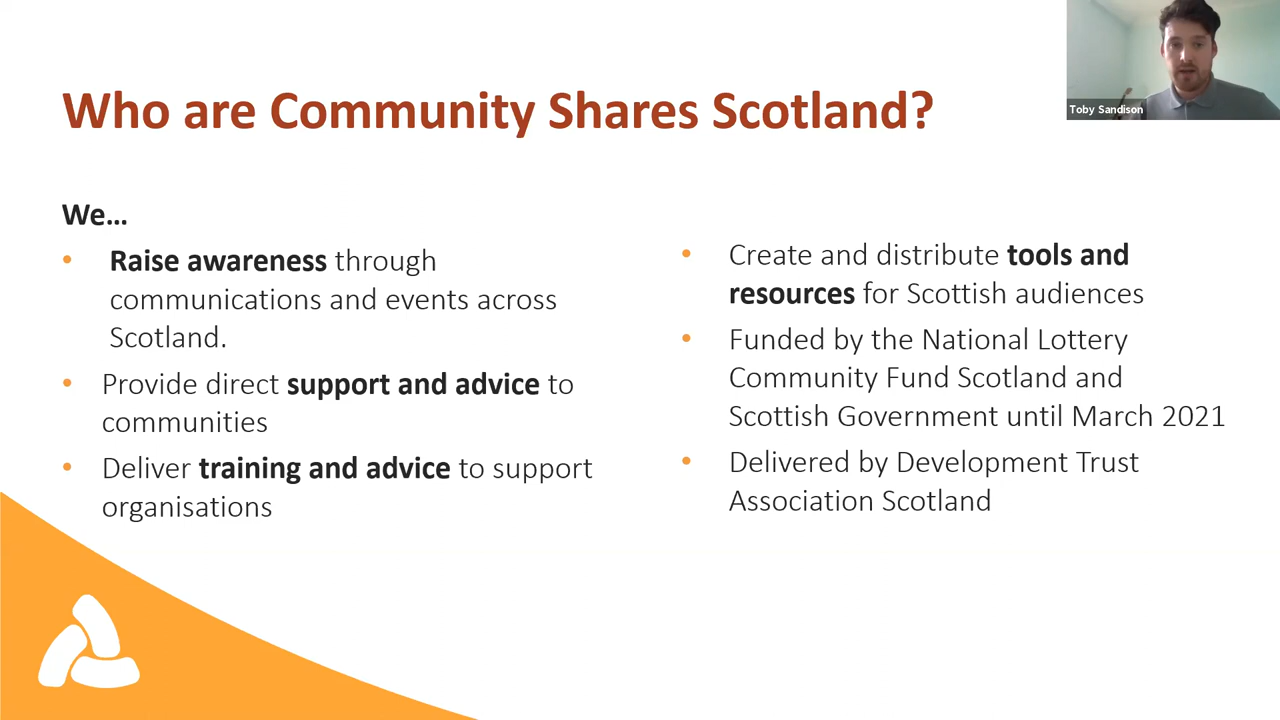 Who are Community Shares Scotland?
Toby Sandison
We...
• Raise awareness through
communications and events across
Scotland.
• Provide direct support and advice to
communities
• Deliver training and advice to support
organisations
• Create and distribute tools and
resources for Scottish audiences
• Funded by the National Lottery
Community Fund Scotland and
Scottish Government until March 2021
• Delivered by Development Trust
Association Scotland